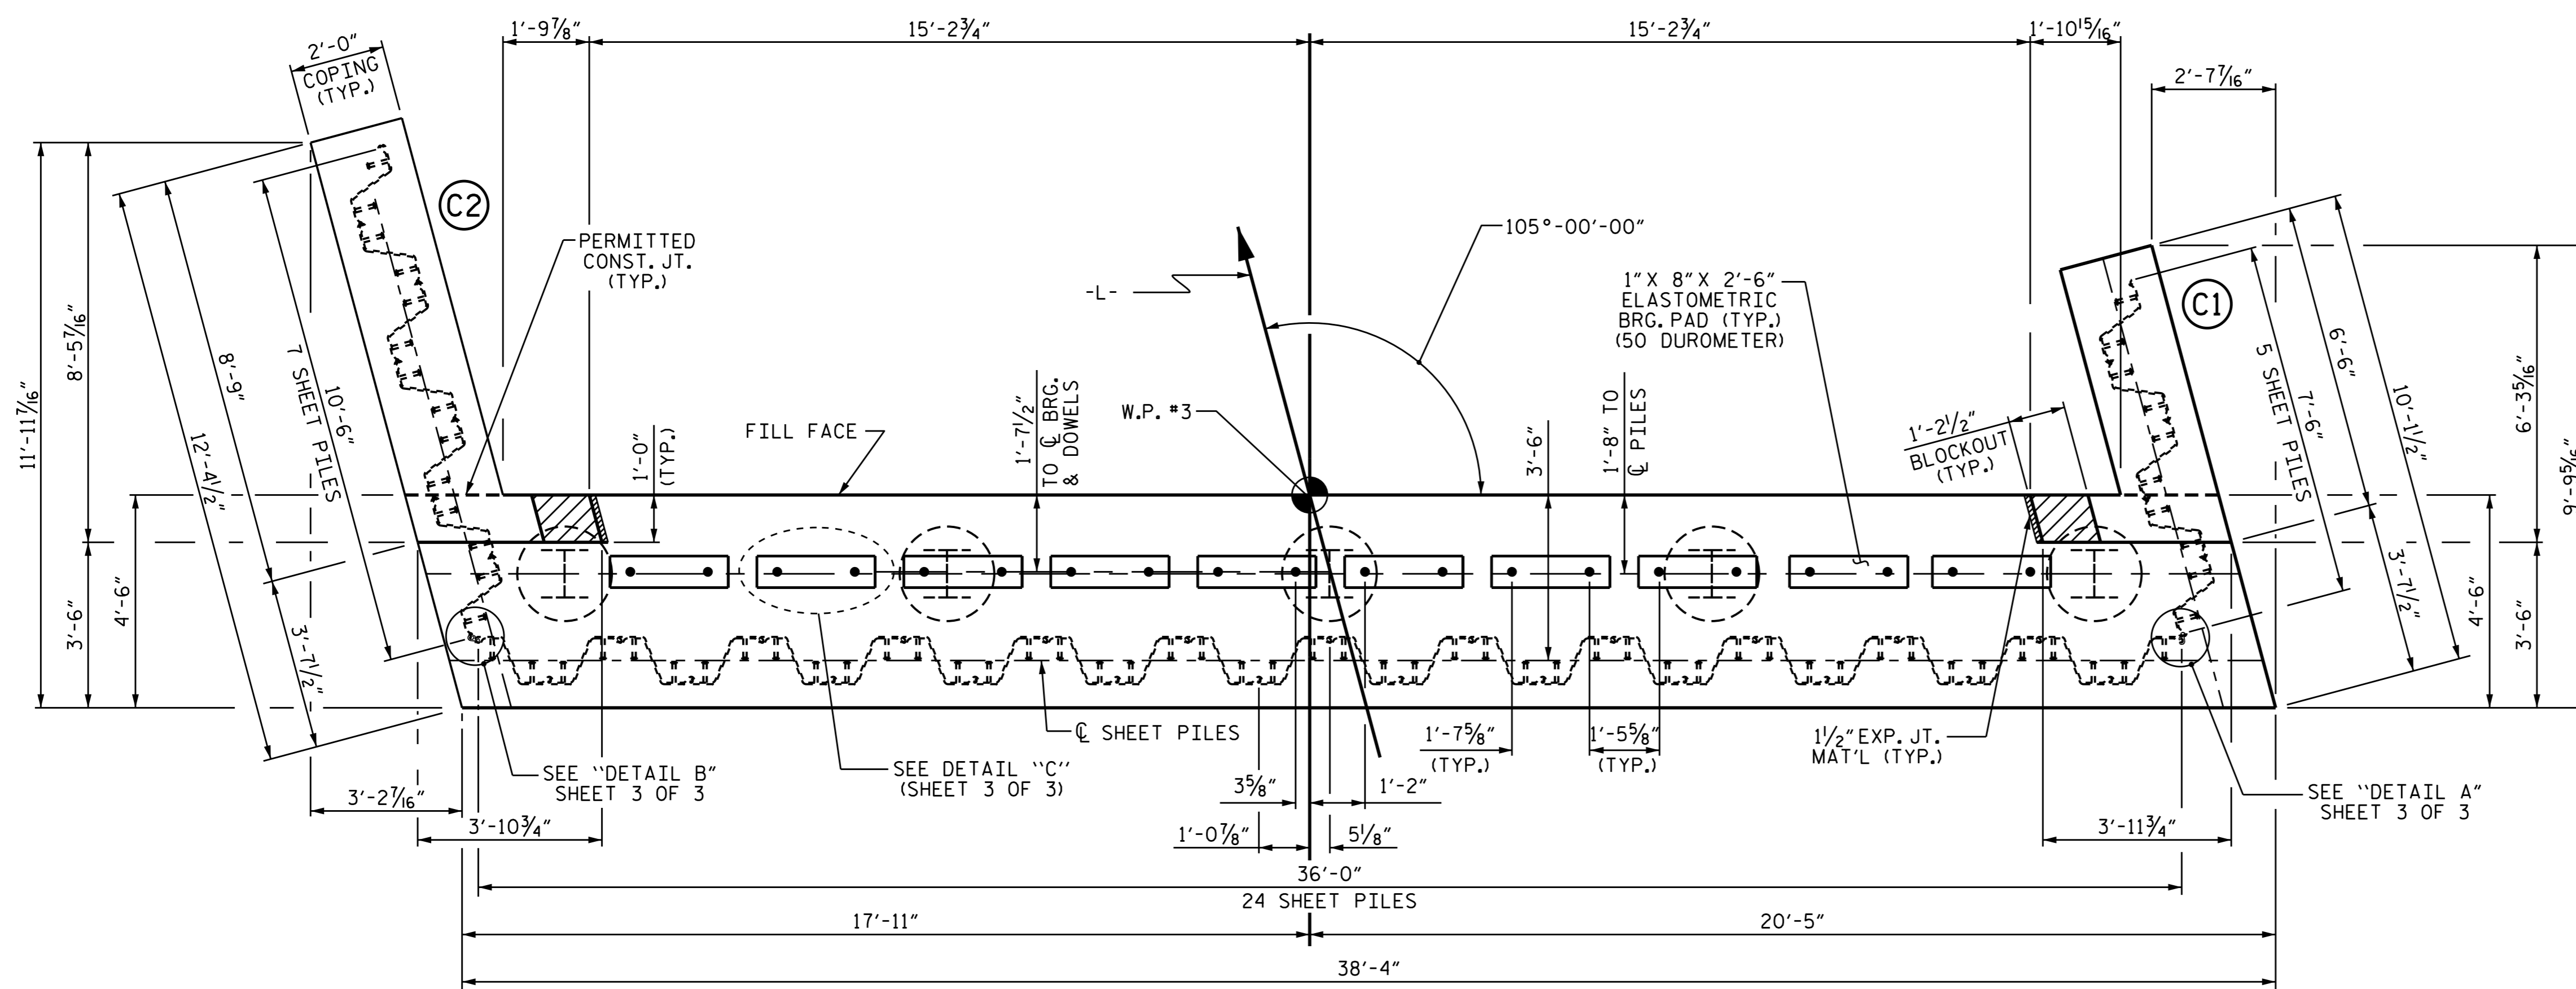 1'-9⅞"
15'-2¾"
15'-2¾"
1'-10¹⁵⁄₁₆"
2'-0"
COPING
(TYP.)
2'-7⁷⁄₁₆"
C2
PERMITTED
CONST. JT.
(TYP.)
105°-00'-00"
-L-
1" X 8" X 2'-6"
ELASTOMETRIC
BRG. PAD (TYP.)
(50 DUROMETER)
C1
11'-11⁷⁄₁₆"
8'-5⁷⁄₁₆"
8'-9"
12'-4½"
7 SHEET PILES
10'-6"
FILL FACE
1'-0"
(TYP.)
1'-7½"
TO ℄ BRG.
& DOWELS
W.P. #3
3'-6"
1'-8" TO
℄ PILES
1'-2½"
BLOCKOUT
(TYP.)
5 SHEET PILES
7'-6"
6'-6"
10'-1½"
6'-3⁵⁄₁₆"
9'-9⁵⁄₁₆"
3'-6"
4'-6"
3'-7½"
3'-7½"
4'-6"
3'-6"
℄ SHEET PILES
1'-7⅝"
(TYP.)
1'-5⅝"
(TYP.)
1½" EXP. JT.
MAT'L (TYP.)
SEE "DETAIL B"
SHEET 3 OF 3
SEE DETAIL "C"
(SHEET 3 OF 3)
3⅝"
1'-2"
SEE "DETAIL A"
SHEET 3 OF 3
3'-2⁷⁄₁₆"
3'-10¾"
1'-0⅞"
5⅛"
3'-11¾"
36'-0"
24 SHEET PILES
17'-11"
20'-5"
38'-4"